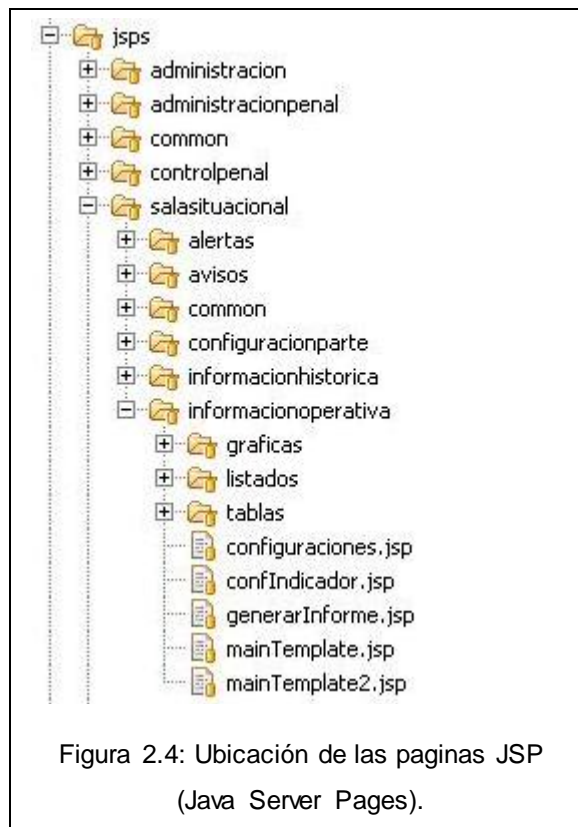 jsps
administracion
administracionpenal
common
controlpenal
salasituacional
alertas
avisos
common
configuracionparte
informacionhistorica
informacionoperativa
graficas
listados
tablas
configuraciones.jsp
confIndicador.jsp
generarInforme.jsp
mainTemplate.jsp
mainTemplate2.jsp
Figura 2.4: Ubicación de las paginas JSP
(Java Server Pages).